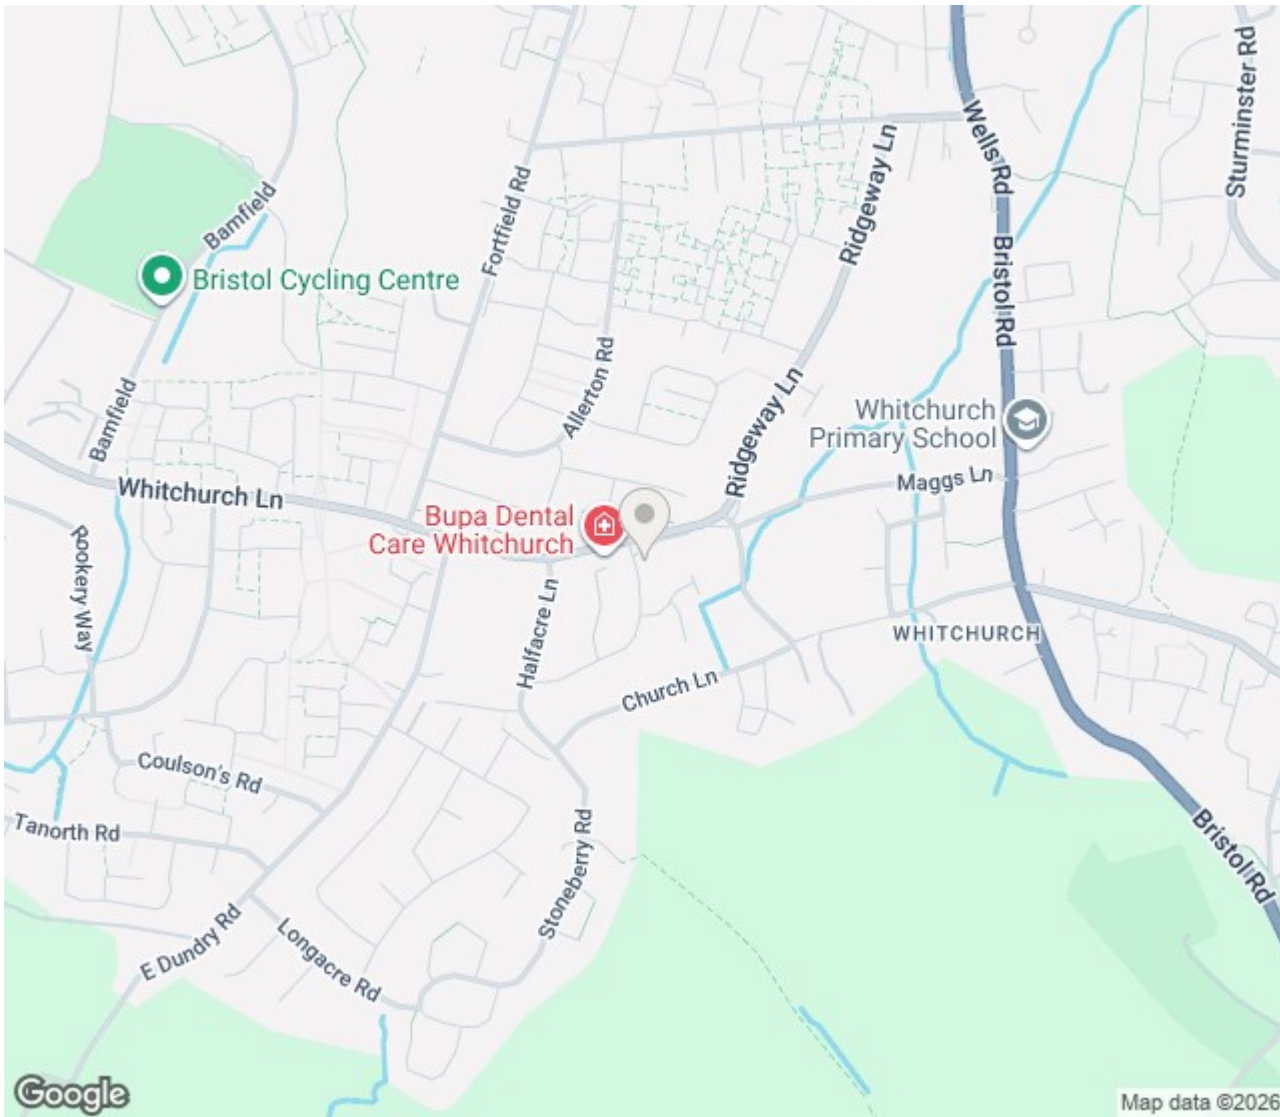 Sturminster Rd
Wells Rd
Ridgeway Ln
Fortfield Rd
Bamfield
Bristol Rd
Bristol Cycling Centre
Allerton Rd
Ridgeway Ln
Bamfield
Whitchurch
Primary School
Maggs Ln
Whitchurch Ln
Bupa Dental
Care Whitchurch
Rookery Way
Halfacre Ln
WHITCHURCH
Church Ln
Coulson's Rd
Tanorth Rd
Stoneberry Rd
Bristol Rd
E Dundry Rd
Longacre Rd
Google
Map data ©2026